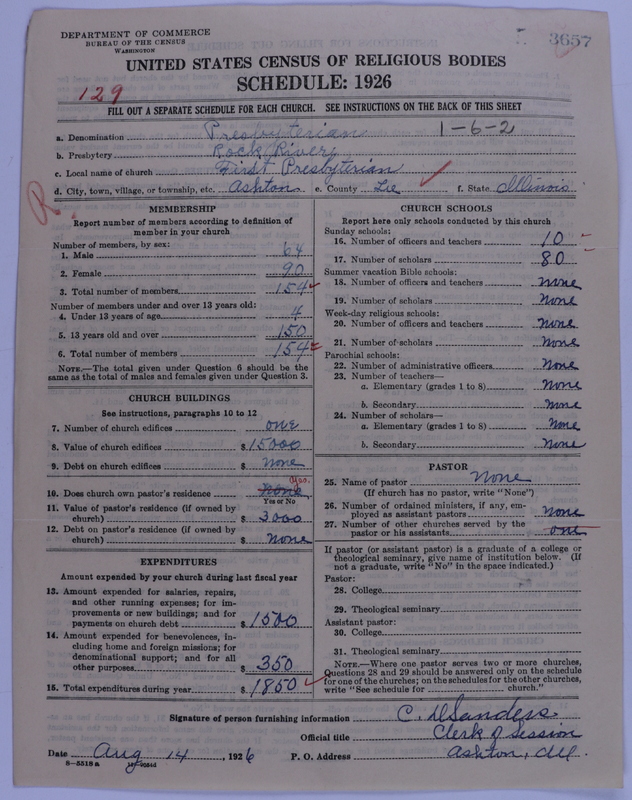 DEPARTMENT OF COMMERCE
BUREAU OF THE CENSUS
WASHINGTON
3657
UNITED STATES CENSUS OF RELIGIOUS BODIES
SCHEDULE: 1926
129
FILL OUT A SEPARATE SCHEDULE FOR EACH CHURCH. SEE INSTRUCTIONS ON THE BACK OF THIS SHEET
a. Denomination Presbyterian 1-6-2
b. Presbytery Rock River
c. Local name of church First Presbyterian
d. City, town, village, or township, etc. Ashton e. County Lee f. State Illinois
R.
MEMBERSHIP
Report number of members according to definition of
member in your church
Number of members, by sex:
1. Male 64
2. Female 90
3. Total number of members 154
Number of members under and over 13 years old:
4. Under 13 years of age 4
5. 13 years old and over 150
6. Total number of members 154
NOTE.—The total given under Question 6 should be
same as the total of males and females given under Question 3.
CHURCH BUILDINGS
See instructions, paragraphs 10 to 12
7. Number of church edifices one
8. Value of church edifices $15000
9. Debt on church edifices $ None
10. Does church own pastor's residence None Yes.
Yes or No
11. Value of pastor's residence (if owned by
church) $ 3000
12. Debt on pastor's residence (if owned by
church) $ None
EXPENDITURES
Amount expended by your church during last fiscal year
13. Amount expended for salaries, repairs,
and other running expenses; for im-
provements or new buildings; and for
payments on church debt $ 1500
14. Amount expended for benevolences, in-
cluding home and foreign missions; for
denominational support; and for all
other purposes $ 350
15. Total expenditures during year $ 1850
CHURCH SCHOOLS
Report here only schools conducted by this church
Sunday schools:
16. Number of officers and teachers 10
17. Number of scholars 80
Summer vacation Bible schools:
18. Number of officers and teachers None
19. Number of scholars None
Week-day religious schools:
20. Number of officers and teachers None
21. Number of scholars None
Parochial schools:
22. Number of administrative officers None
23. Number of teachers—
a. Elementary (grades 1 to 8) None
b. Secondary None
24. Number of scholars—
a. Elementary (grades 1 to 8) None
b. Secondary None
PASTOR
25. Name of pastor None
(If church has no pastor, write "None")
26. Number of ordained ministers, if any, em-
ployed as assistant pastors None
27. Number of other churches served by the
pastor or his assistants one
If pastor (or assistant pastor) is a graduate of a college or
theological seminary, give name of institution below. (If
not a graduate, write "No" in the space indicated.)
Pastor:
28. College
29. Theological seminary
Assistant pastor:
30. College
31. Theological seminary
NOTE.—Where one pastor serves two or more churches,
Questions 28 and 29 should be answered only on the schedule
for one of the churches; on the schedules for the other churches,
write "See schedule for church."
Signature of person furnishing information C. D. Sanders
Official title Clerk of Session
Date Aug 14, 1926 P. O. Address Ashton, Ill.
8-5518a